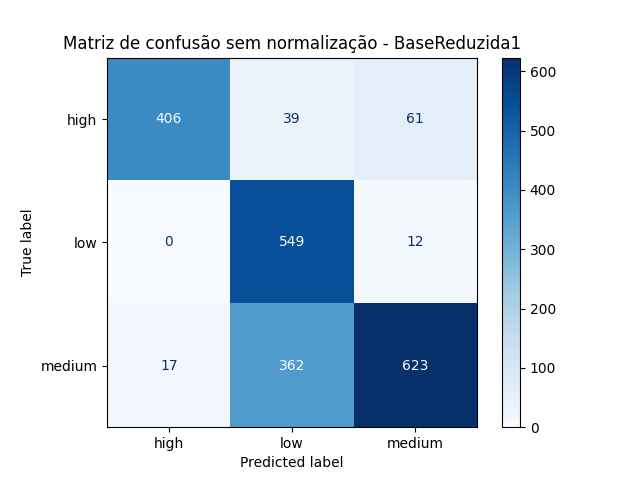 Matriz de confusão sem normalização - BaseReduzida1
high 406 39 61
low 0 549 12
medium 17 362 623
high low medium
Predicted label
True label
600
500
400
300
200
100
0